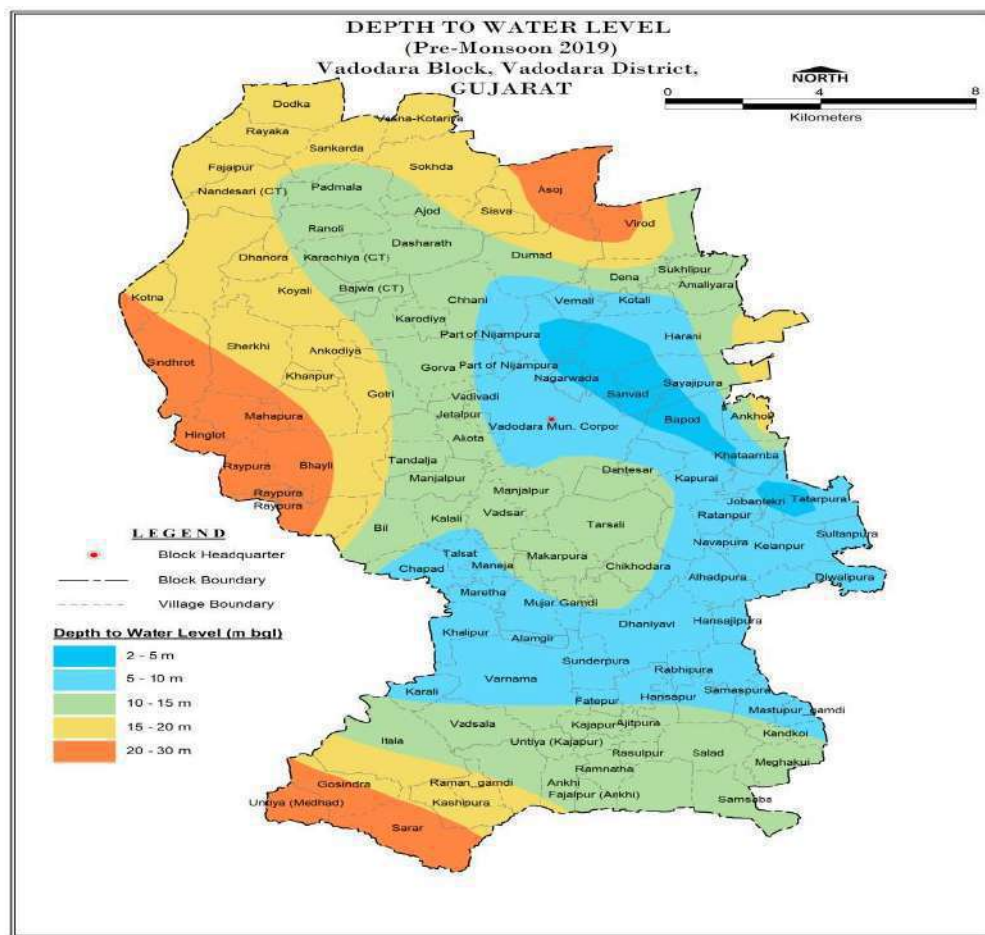 DEPTH TO WATER LEVEL
(Pre-Monsoon 2019)
Vadodara Block, Vadodara District,
GUJARAT
NORTH
0 4 8
Kilometers
Dodka
Rayaka
Sankarda
Fajalpur
Sokhda
Nandesari (CT)
Padmala
Asoj
Ajod
Sisva
Virod
Ranoli
Dasharath
Dhanora
Karachiya (CT)
Dumad
Sukhlipur
Koyali
Bajwa (CT)
Dena
Amaliyara
Kotna
Chhani
Vemali
Kotali
Karodiya
Part of Nijampura
Harani
Sherkhi
Ankodiya
Sindhrot
Gorva
Part of Nijampura
Khanpur
Nagarwada
Sayajipura
Gotri
Vadivadi
Sanvad
Mahapura
Jetalpur
Bapod
Ankhol
Hinglot
Vadodara Mun. Corpor
Akota
Raypura
Bhayli
Tandalja
Khataamba
Manjalpur
Dantesar
Kapurai
Raypura
Manjalpur
Jobantekri
Tatarpura
Raypura
Kalali
Vadsar
Ratanpur
Bil
Tarsali
Sultanpura
Navapura
Kelanpur
Talsat
Makarpura
Chapad
Maneja
Chikhodara
Alhadpura
Diwalipura
Maretha
Mujar Gamdi
Dhaniyavi
Hansajipura
Khalipur
Alamgir
Sunderpura
Rabhipura
Varnama
Karali
Fatepur
Hansapur
Samaspura
Mastupur_gamdi
Vadsala
Kajapur
Ajitpura
Kandkoi
Itala
Untiya (Kajapur)
Rasulpur
Salad
Meghakui
Ramnatha
Gosindra
Raman_gamdi
Ankhi
Untiya (Medhad)
Kashipura
Fajalpur (Ankhi)
Samsaba
Sarar
LEGEND
Block Headquarter
Block Boundary
Village Boundary
Depth to Water Level (m bgl)
2 - 5 m
5 - 10 m
10 - 15 m
15 - 20 m
20 - 30 m